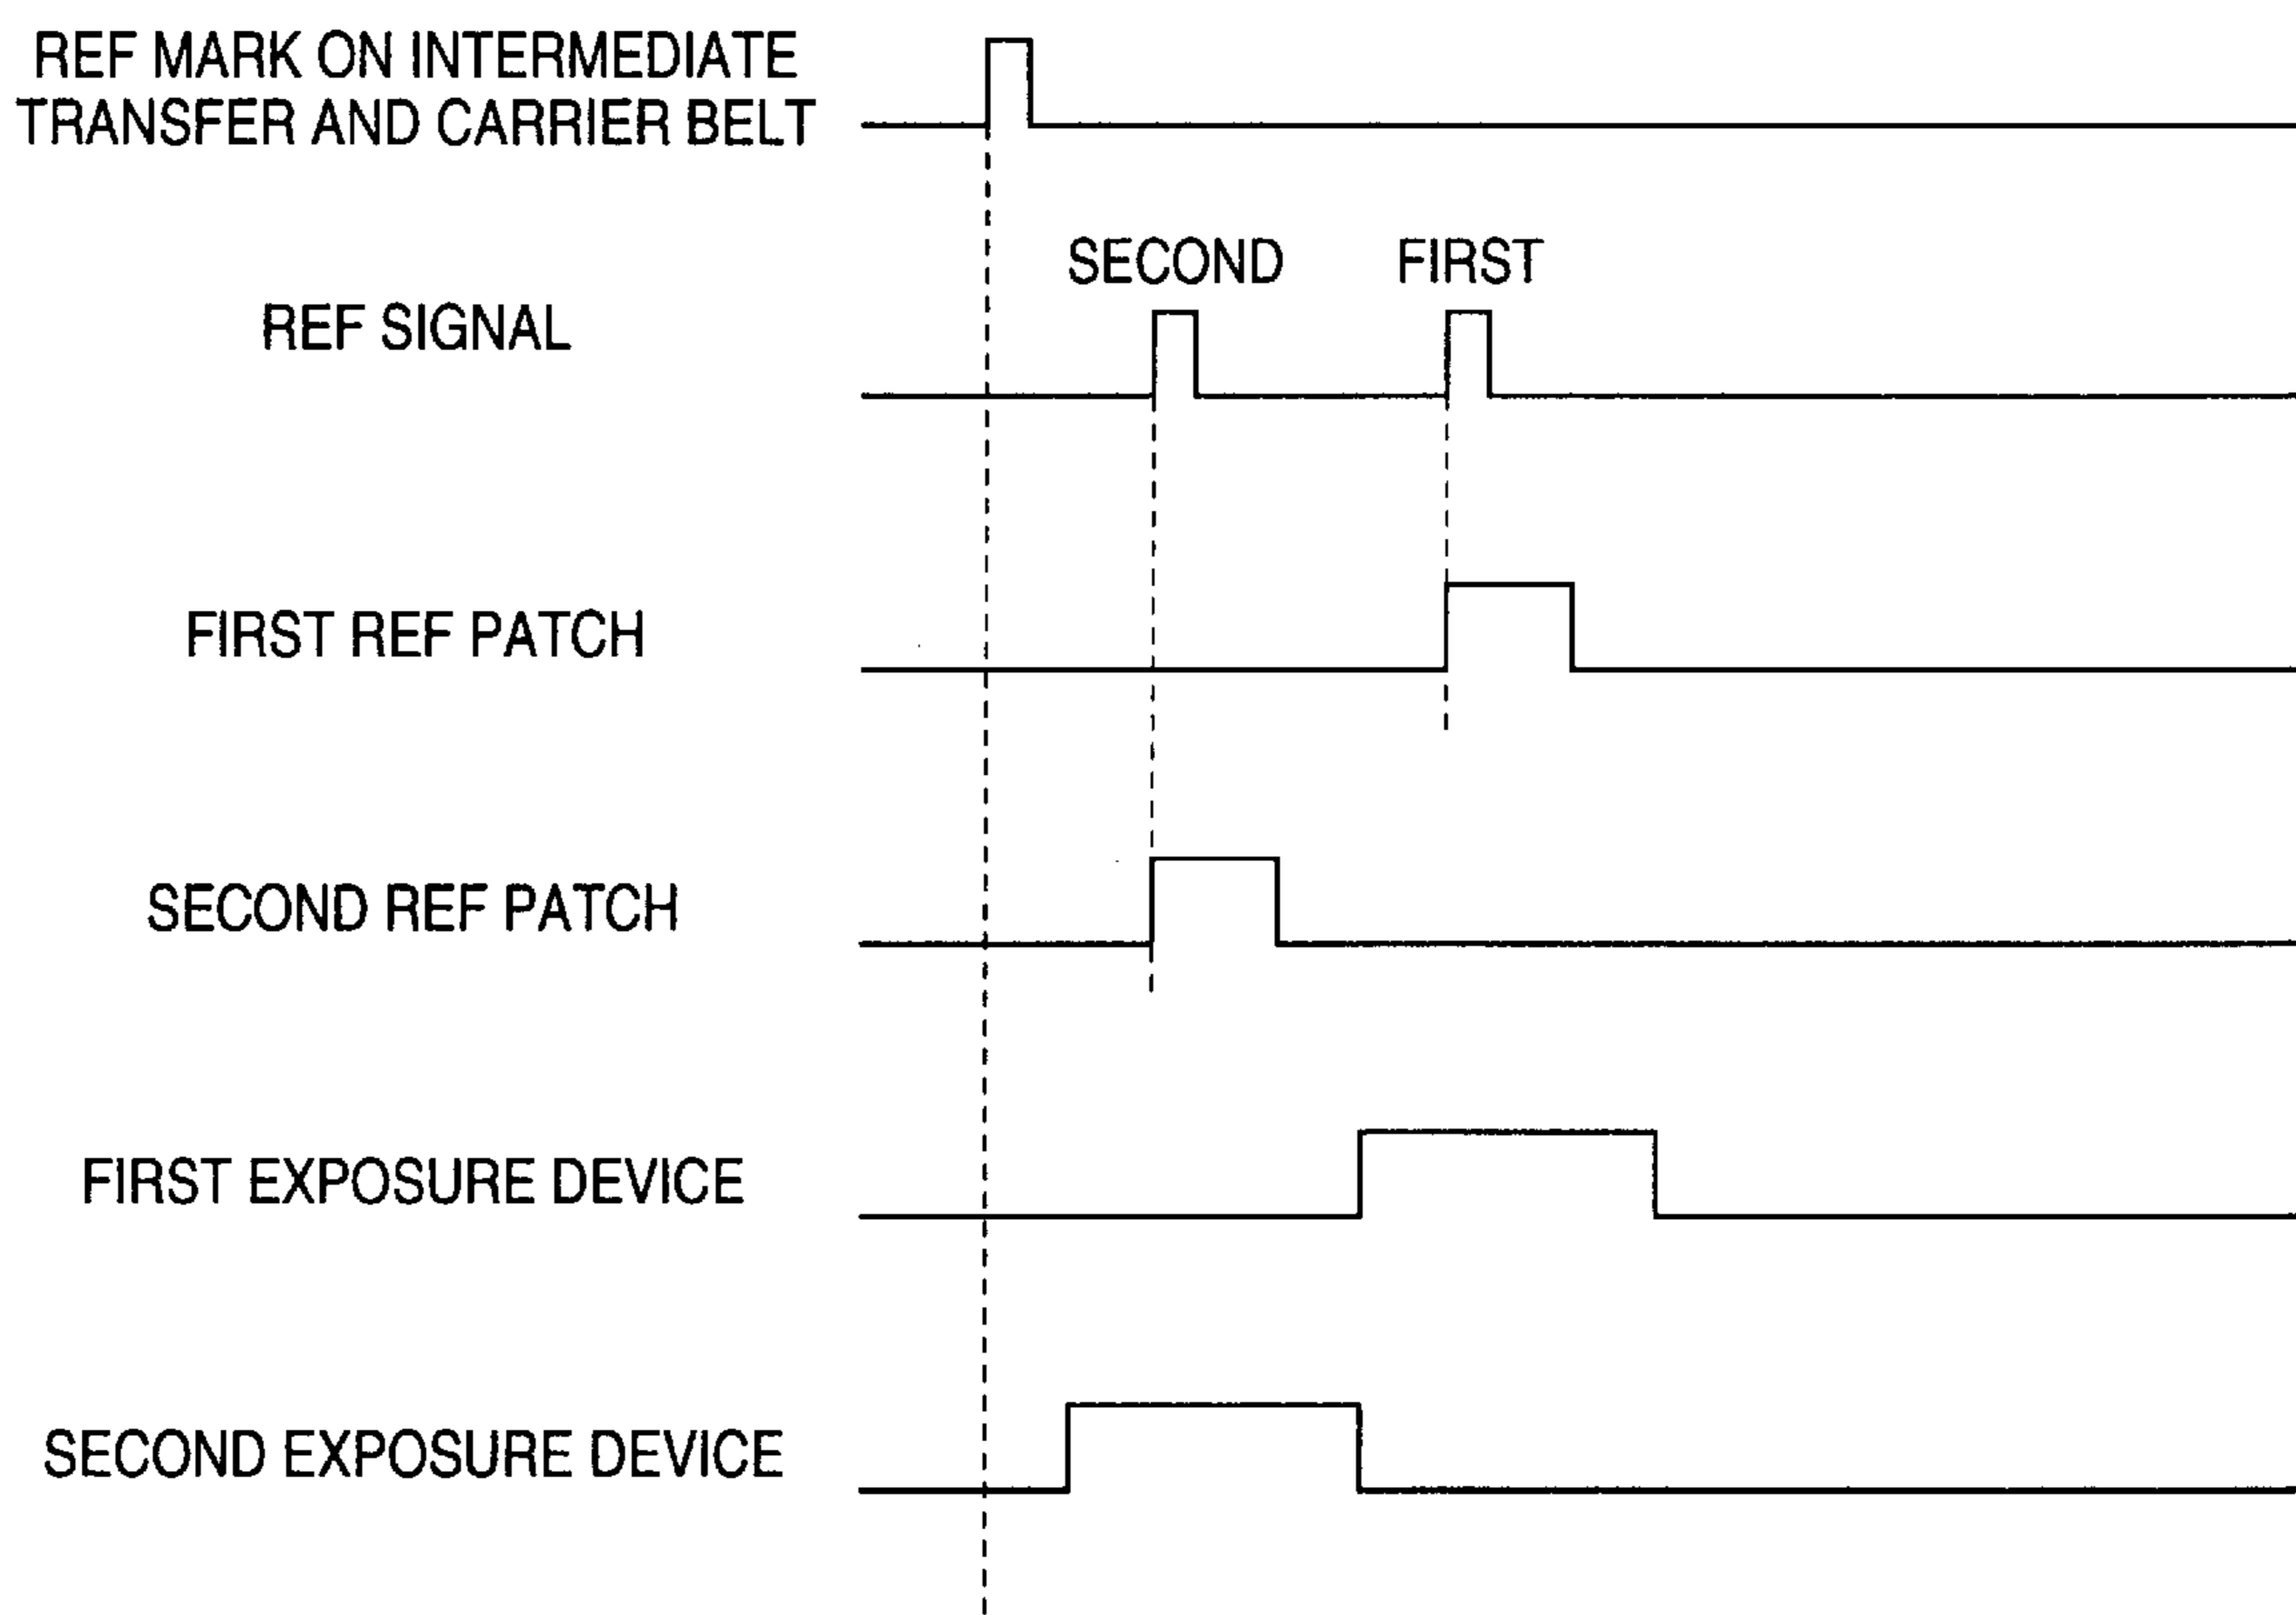 REF MARK ON INTERMEDIATE
TRANSFER AND CARRIER BELT
SECOND FIRST
REF SIGNAL
FIRST REF PATCH
SECOND REF PATCH
FIRST EXPOSURE DEVICE
SECOND EXPOSURE DEVICE